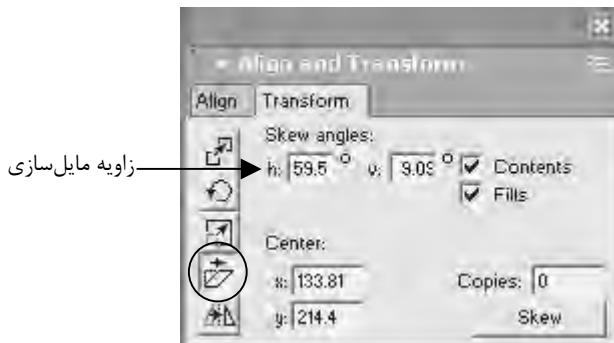 Align and Transform
Align Transform
Skew angles:
زاویه مایل‌سازی
h: 59.5 ° v: 9.09 ° Contents
Fills
Center:
x: 133.81 Copies: 0
y: 214.4 Skew